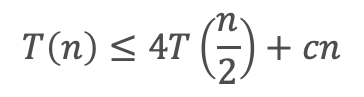 T(n) ≤ 4T(n/2) + cn